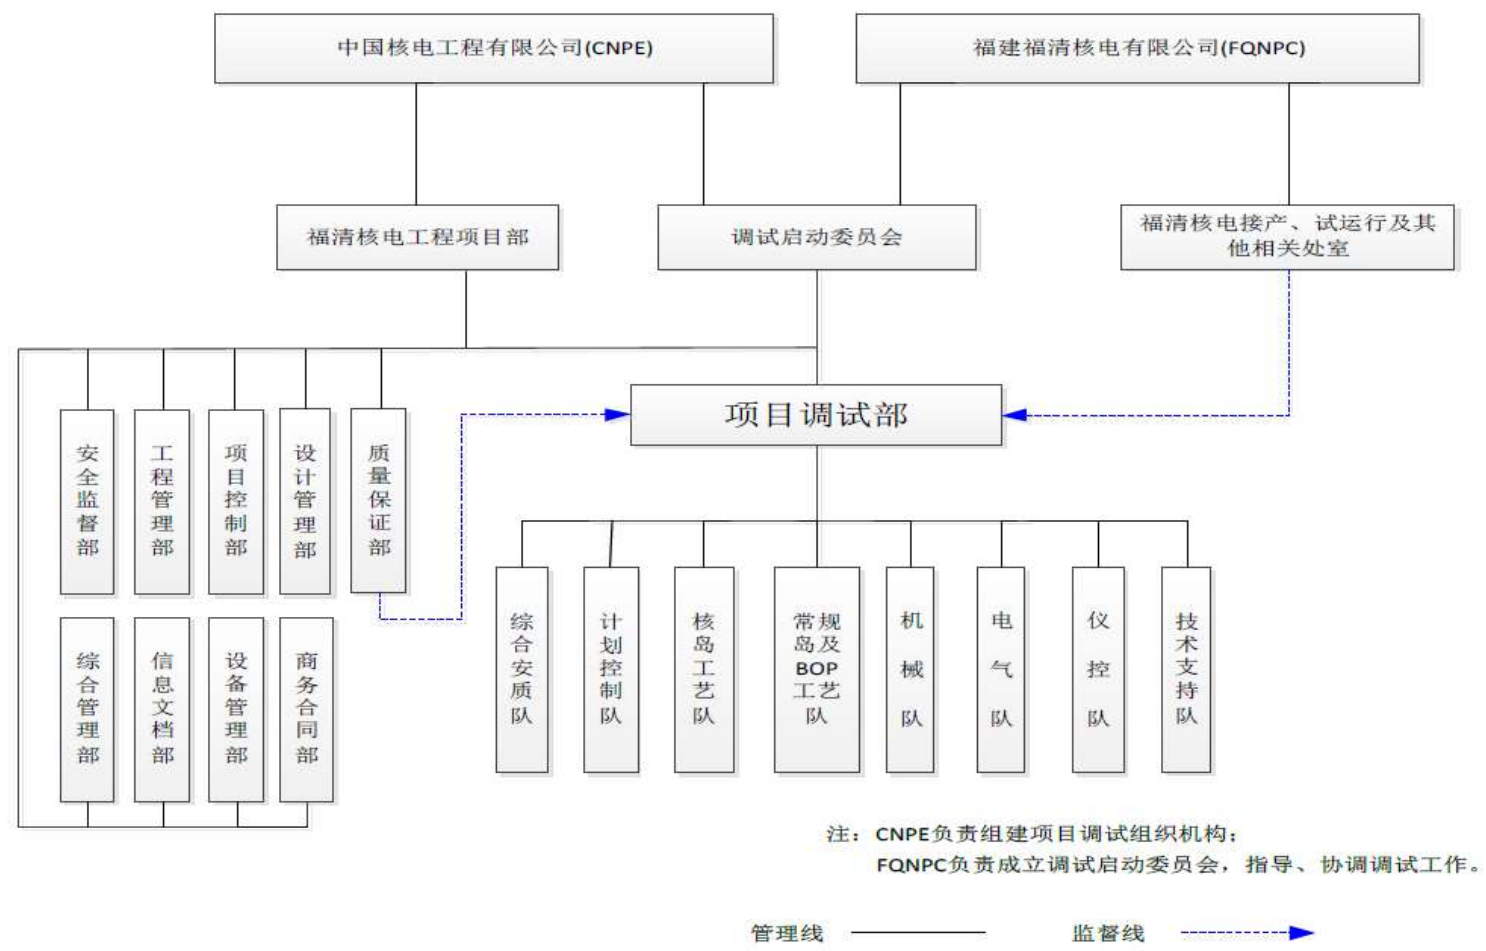 中国核电工程有限公司(CNPE)
福建福清核电有限公司(FQNPC)
福清核电工程项目部
调试启动委员会
福清核电接产、试运行及其
他相关处室
项目调试部
安全监督部
工程管理部
项目控制部
设计管理部
质量保证部
综合管理部
信息文档部
设备管理部
商务合同部
综合安质队
计划控制队
核岛工艺队
常规
岛及
BOP
工艺
队
机械队
电气队
仪控队
技术支持队
注：CNPE负责组建项目调试组织机构；
FQNPC负责成立调试启动委员会，指导、协调调试工作。
管理线
监督线